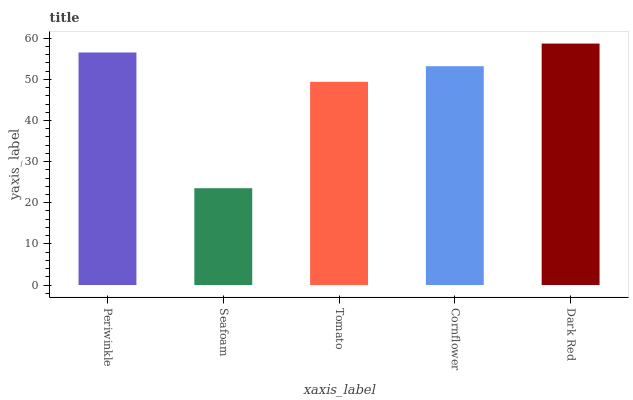 title
60
50
40
30
20
10
0
yaxis_label
Periwinkle
Seafoam
Tomato
Cornflower
Dark Red
xaxis_label